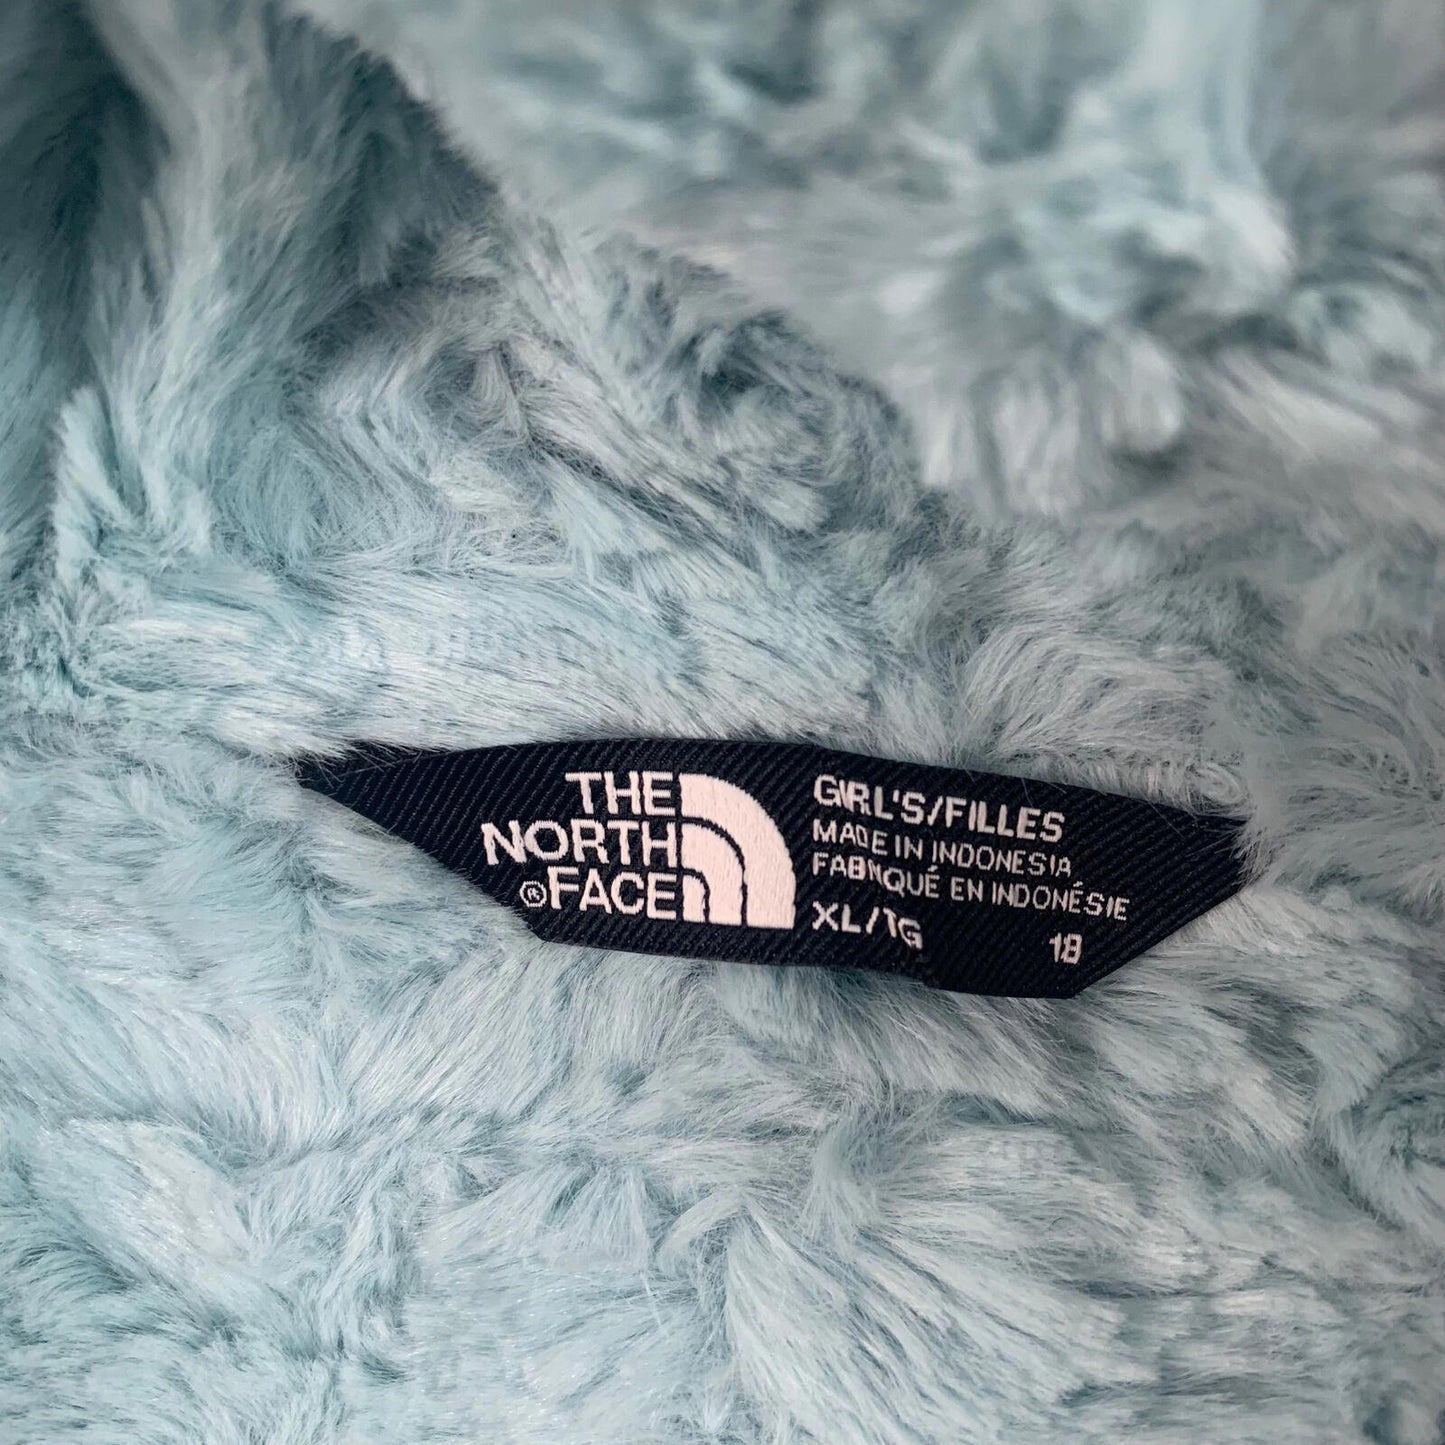 THE
NORTH
®FACE
GIRL'S/FILLES
MADE IN INDONESIA
FABRIQUÉ EN INDONÉSIE
XL/TG 18